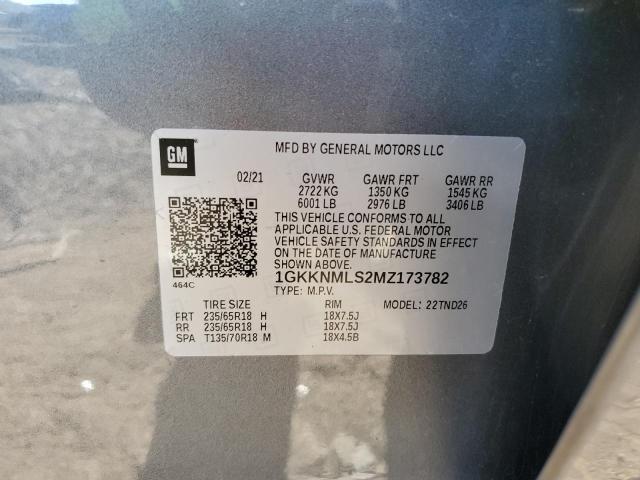 GM
MFD BY GENERAL MOTORS LLC
02/21 GVWR GAWR FRT GAWR RR
2722 KG 1350 KG 1545 KG
6001 LB 2976 LB 3406 LB
THIS VEHICLE CONFORMS TO ALL
APPLICABLE U.S. FEDERAL MOTOR
VEHICLE SAFETY STANDARDS IN EFFECT
ON THE DATE OF MANUFACTURE
SHOWN ABOVE.
464C
1GKKNMLS2MZ173782
TYPE: M.P.V.
TIRE SIZE RIM MODEL: 22TND26
FRT 235/65R18 H 18X7.5J
RR 235/65R18 H 18X7.5J
SPA T135/70R18 M 18X4.5B